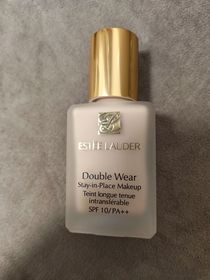 ESTĒE LAUDER
Double Wear
Stay-in-Place Makeup
Teint longue tenue
intransférable
SPF 10/PA++